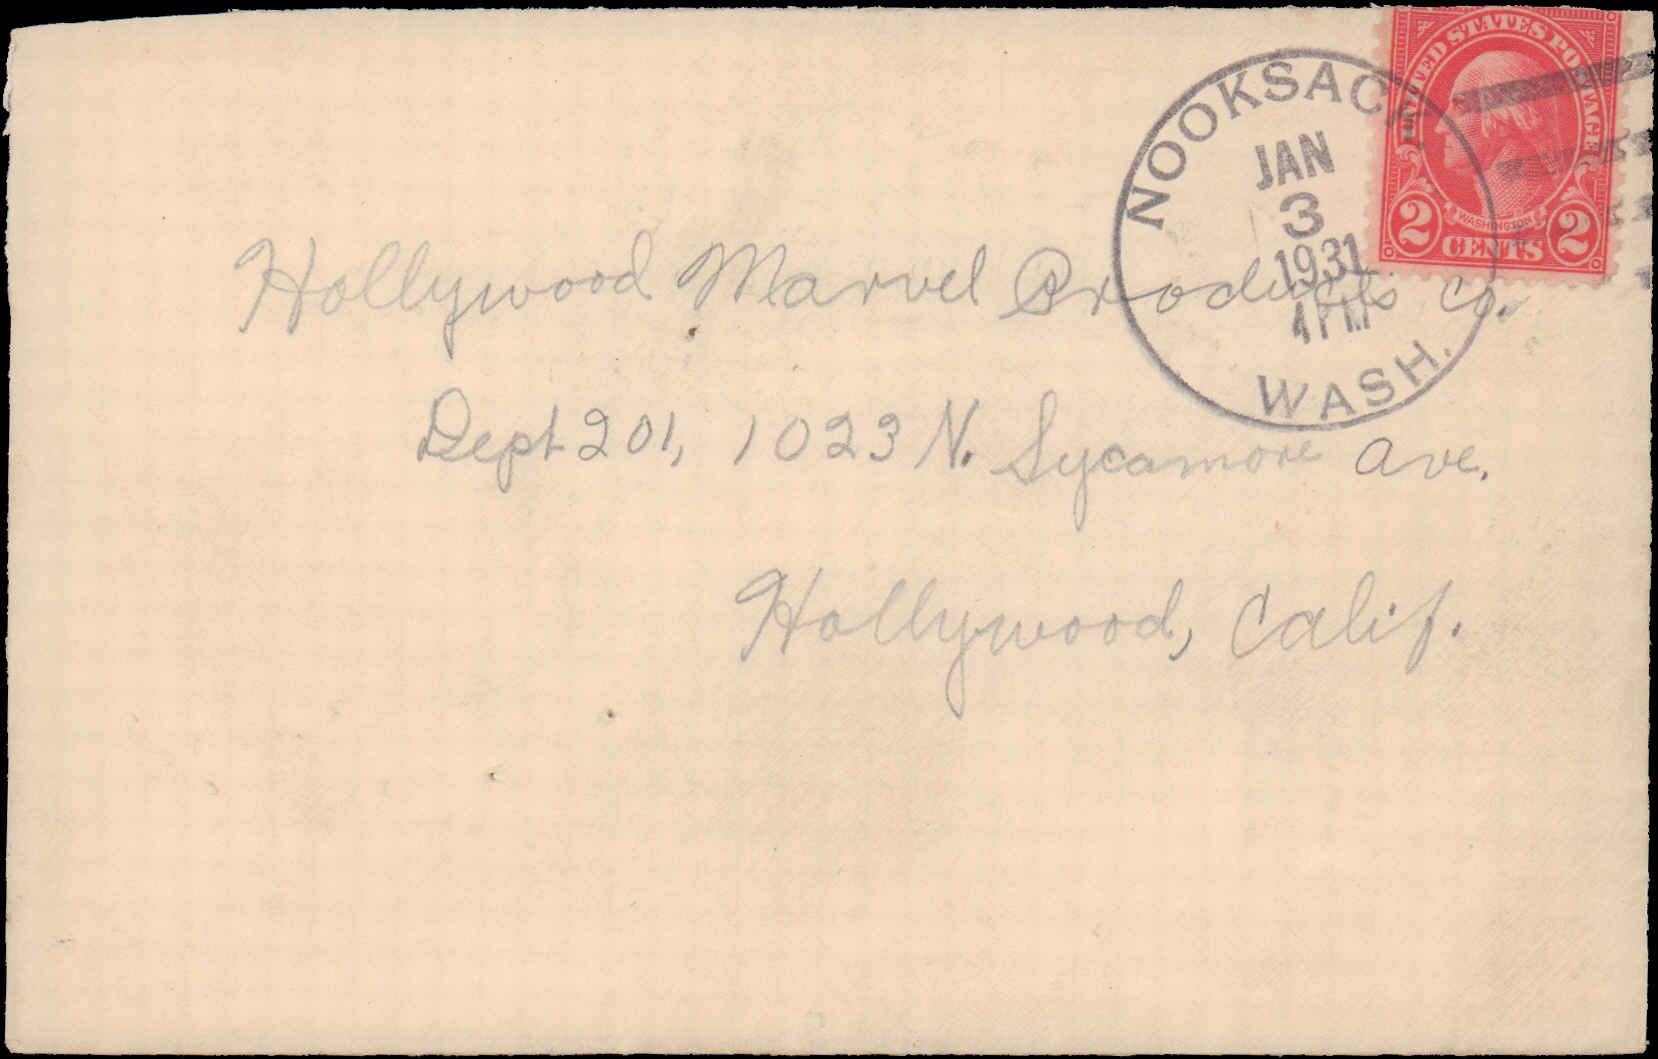 UNITED STATES POSTAGE
WASHINGTON
2 CENTS 2
NOOKSACK
JAN
3
1931
4 PM
WASH.
Hollywood Marvel Products Co.
Dept 201, 1023 N. Sycamore Ave.
Hollywood, Calif.